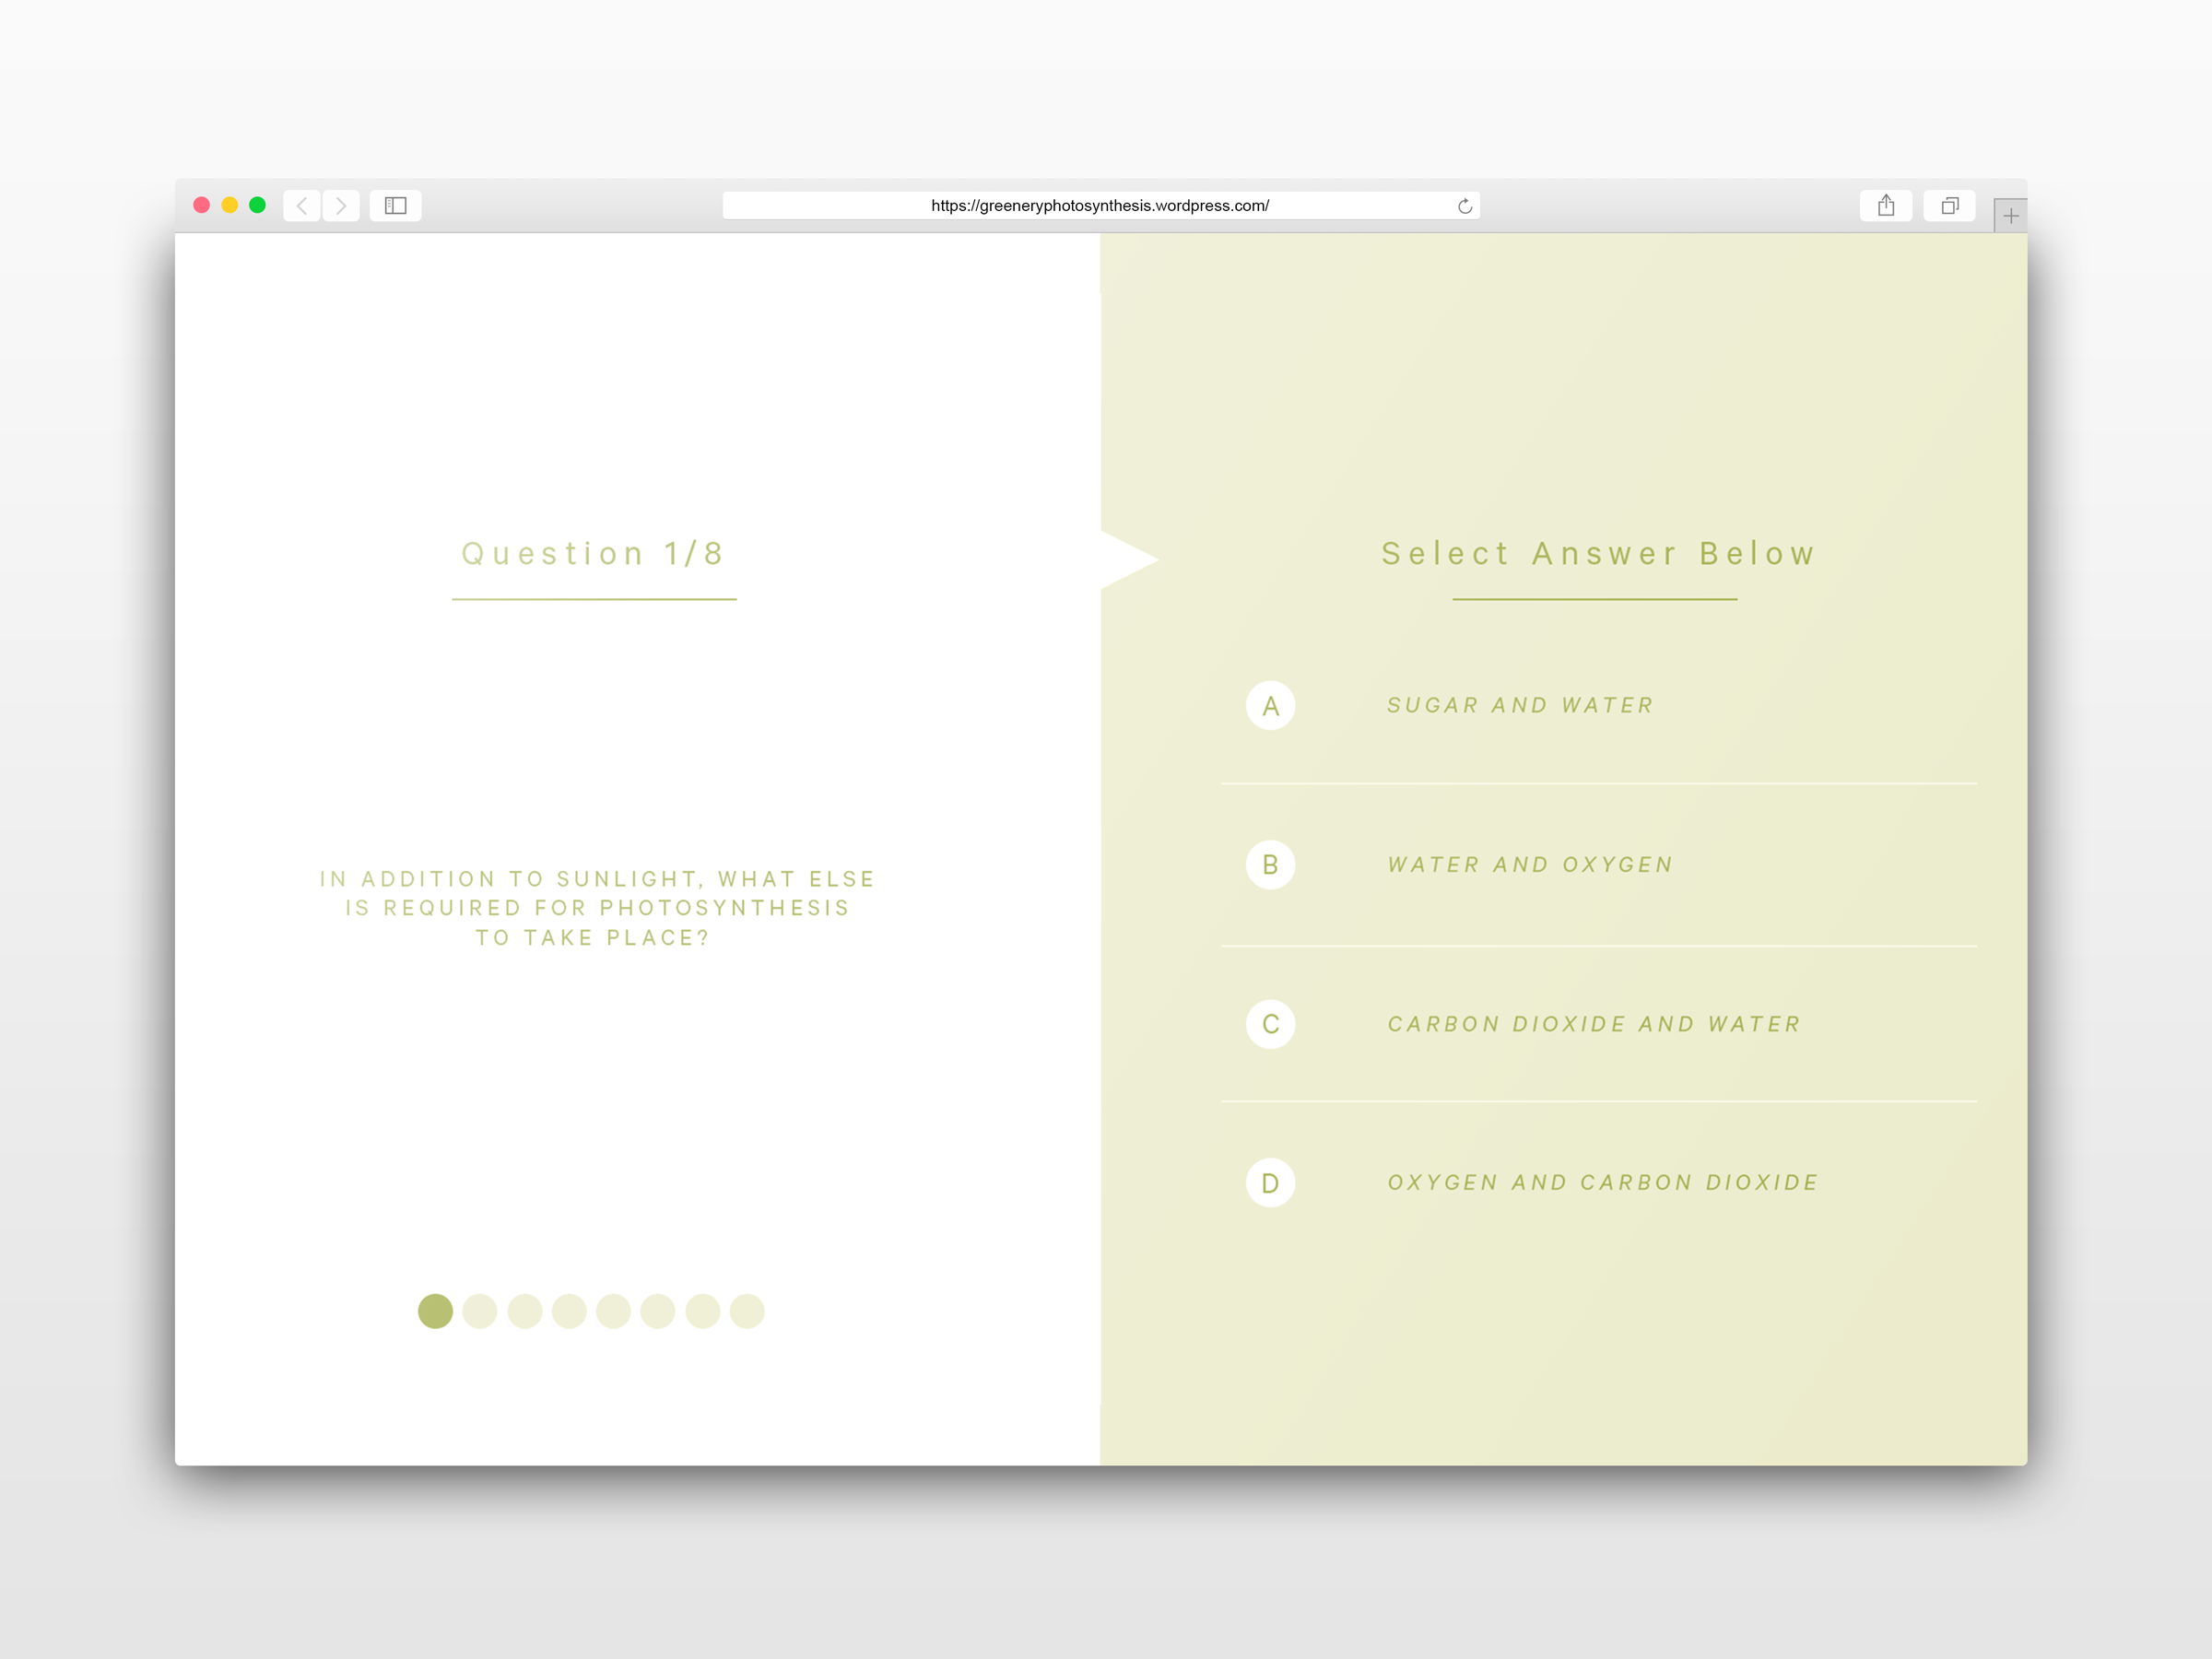 https://greeneryphotosynthesis.wordpress.com/
Question 1/8
IN ADDITION TO SUNLIGHT, WHAT ELSE
IS REQUIRED FOR PHOTOSYNTHESIS
TO TAKE PLACE?
Select Answer Below
A SUGAR AND WATER
B WATER AND OXYGEN
C CARBON DIOXIDE AND WATER
D OXYGEN AND CARBON DIOXIDE